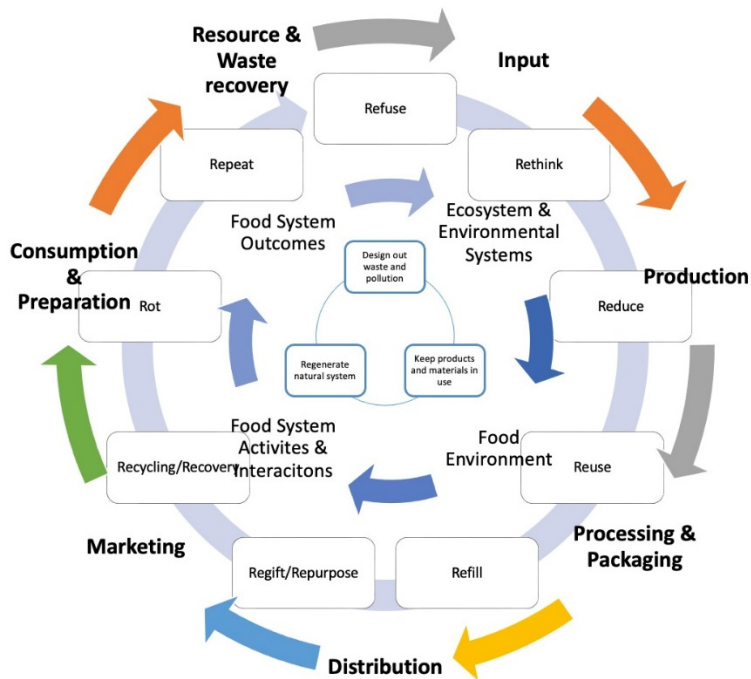 Resource &
Waste
recovery
Input
Refuse
Repeat
Rethink
Food System
Outcomes
Ecosystem &
Environmental
Systems
Design out
waste and
pollution
Consumption
&
Preparation
Production
Rot
Reduce
Regenerate
natural system
Keep products
and materials in
use
Food System
Activites &
Interacitons
Food
Environment
Recycling/Recovery
Reuse
Marketing
Processing &
Packaging
Regift/Repurpose
Refill
Distribution